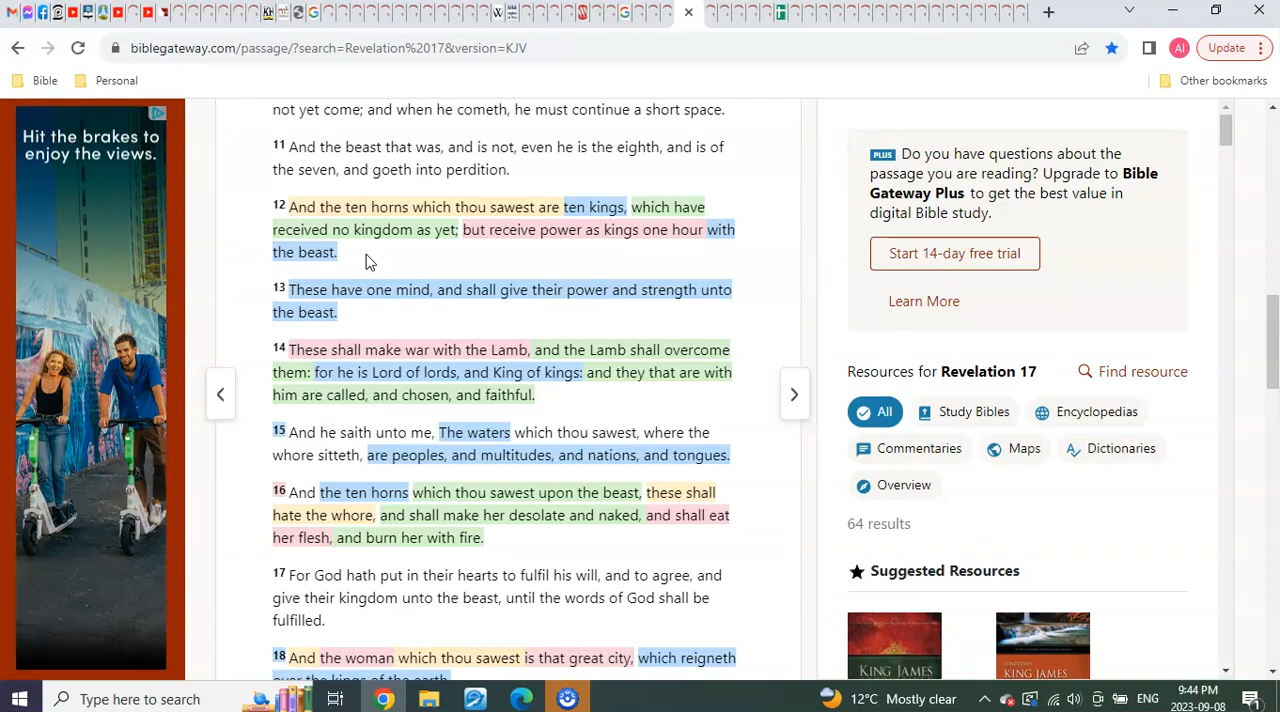 biblegateway.com/passage/?search=Revelation%2017&version=KJV
AI
Update
Bible
Personal
Other bookmarks
Hit the brakes to
enjoy the views.
not yet come; and when he cometh, he must continue a short space.
11 And the beast that was, and is not, even he is the eighth, and is of
the seven, and goeth into perdition.
12 And the ten horns which thou sawest are ten kings, which have
received no kingdom as yet; but receive power as kings one hour with
the beast.
13 These have one mind, and shall give their power and strength unto
the beast.
14 These shall make war with the Lamb, and the Lamb shall overcome
them: for he is Lord of lords, and King of kings: and they that are with
him are called, and chosen, and faithful.
15 And he saith unto me, The waters which thou sawest, where the
whore sitteth, are peoples, and multitudes, and nations, and tongues.
16 And the ten horns which thou sawest upon the beast, these shall
hate the whore, and shall make her desolate and naked, and shall eat
her flesh, and burn her with fire.
17 For God hath put in their hearts to fulfil his will, and to agree, and
give their kingdom unto the beast, until the words of God shall be
fulfilled.
18 And the woman which thou sawest is that great city, which reigneth
over the kings of the earth.
PLUS Do you have questions about the
passage you are reading? Upgrade to Bible
Gateway Plus to get the best value in
digital Bible study.
Start 14-day free trial
Learn More
Resources for Revelation 17
Find resource
All
Study Bibles
Encyclopedias
Commentaries
Maps
Dictionaries
Overview
64 results
Suggested Resources
KING JAMES
KING JAMES
Type here to search
12°C Mostly clear
ENG
9:44 PM
2023-09-08
1